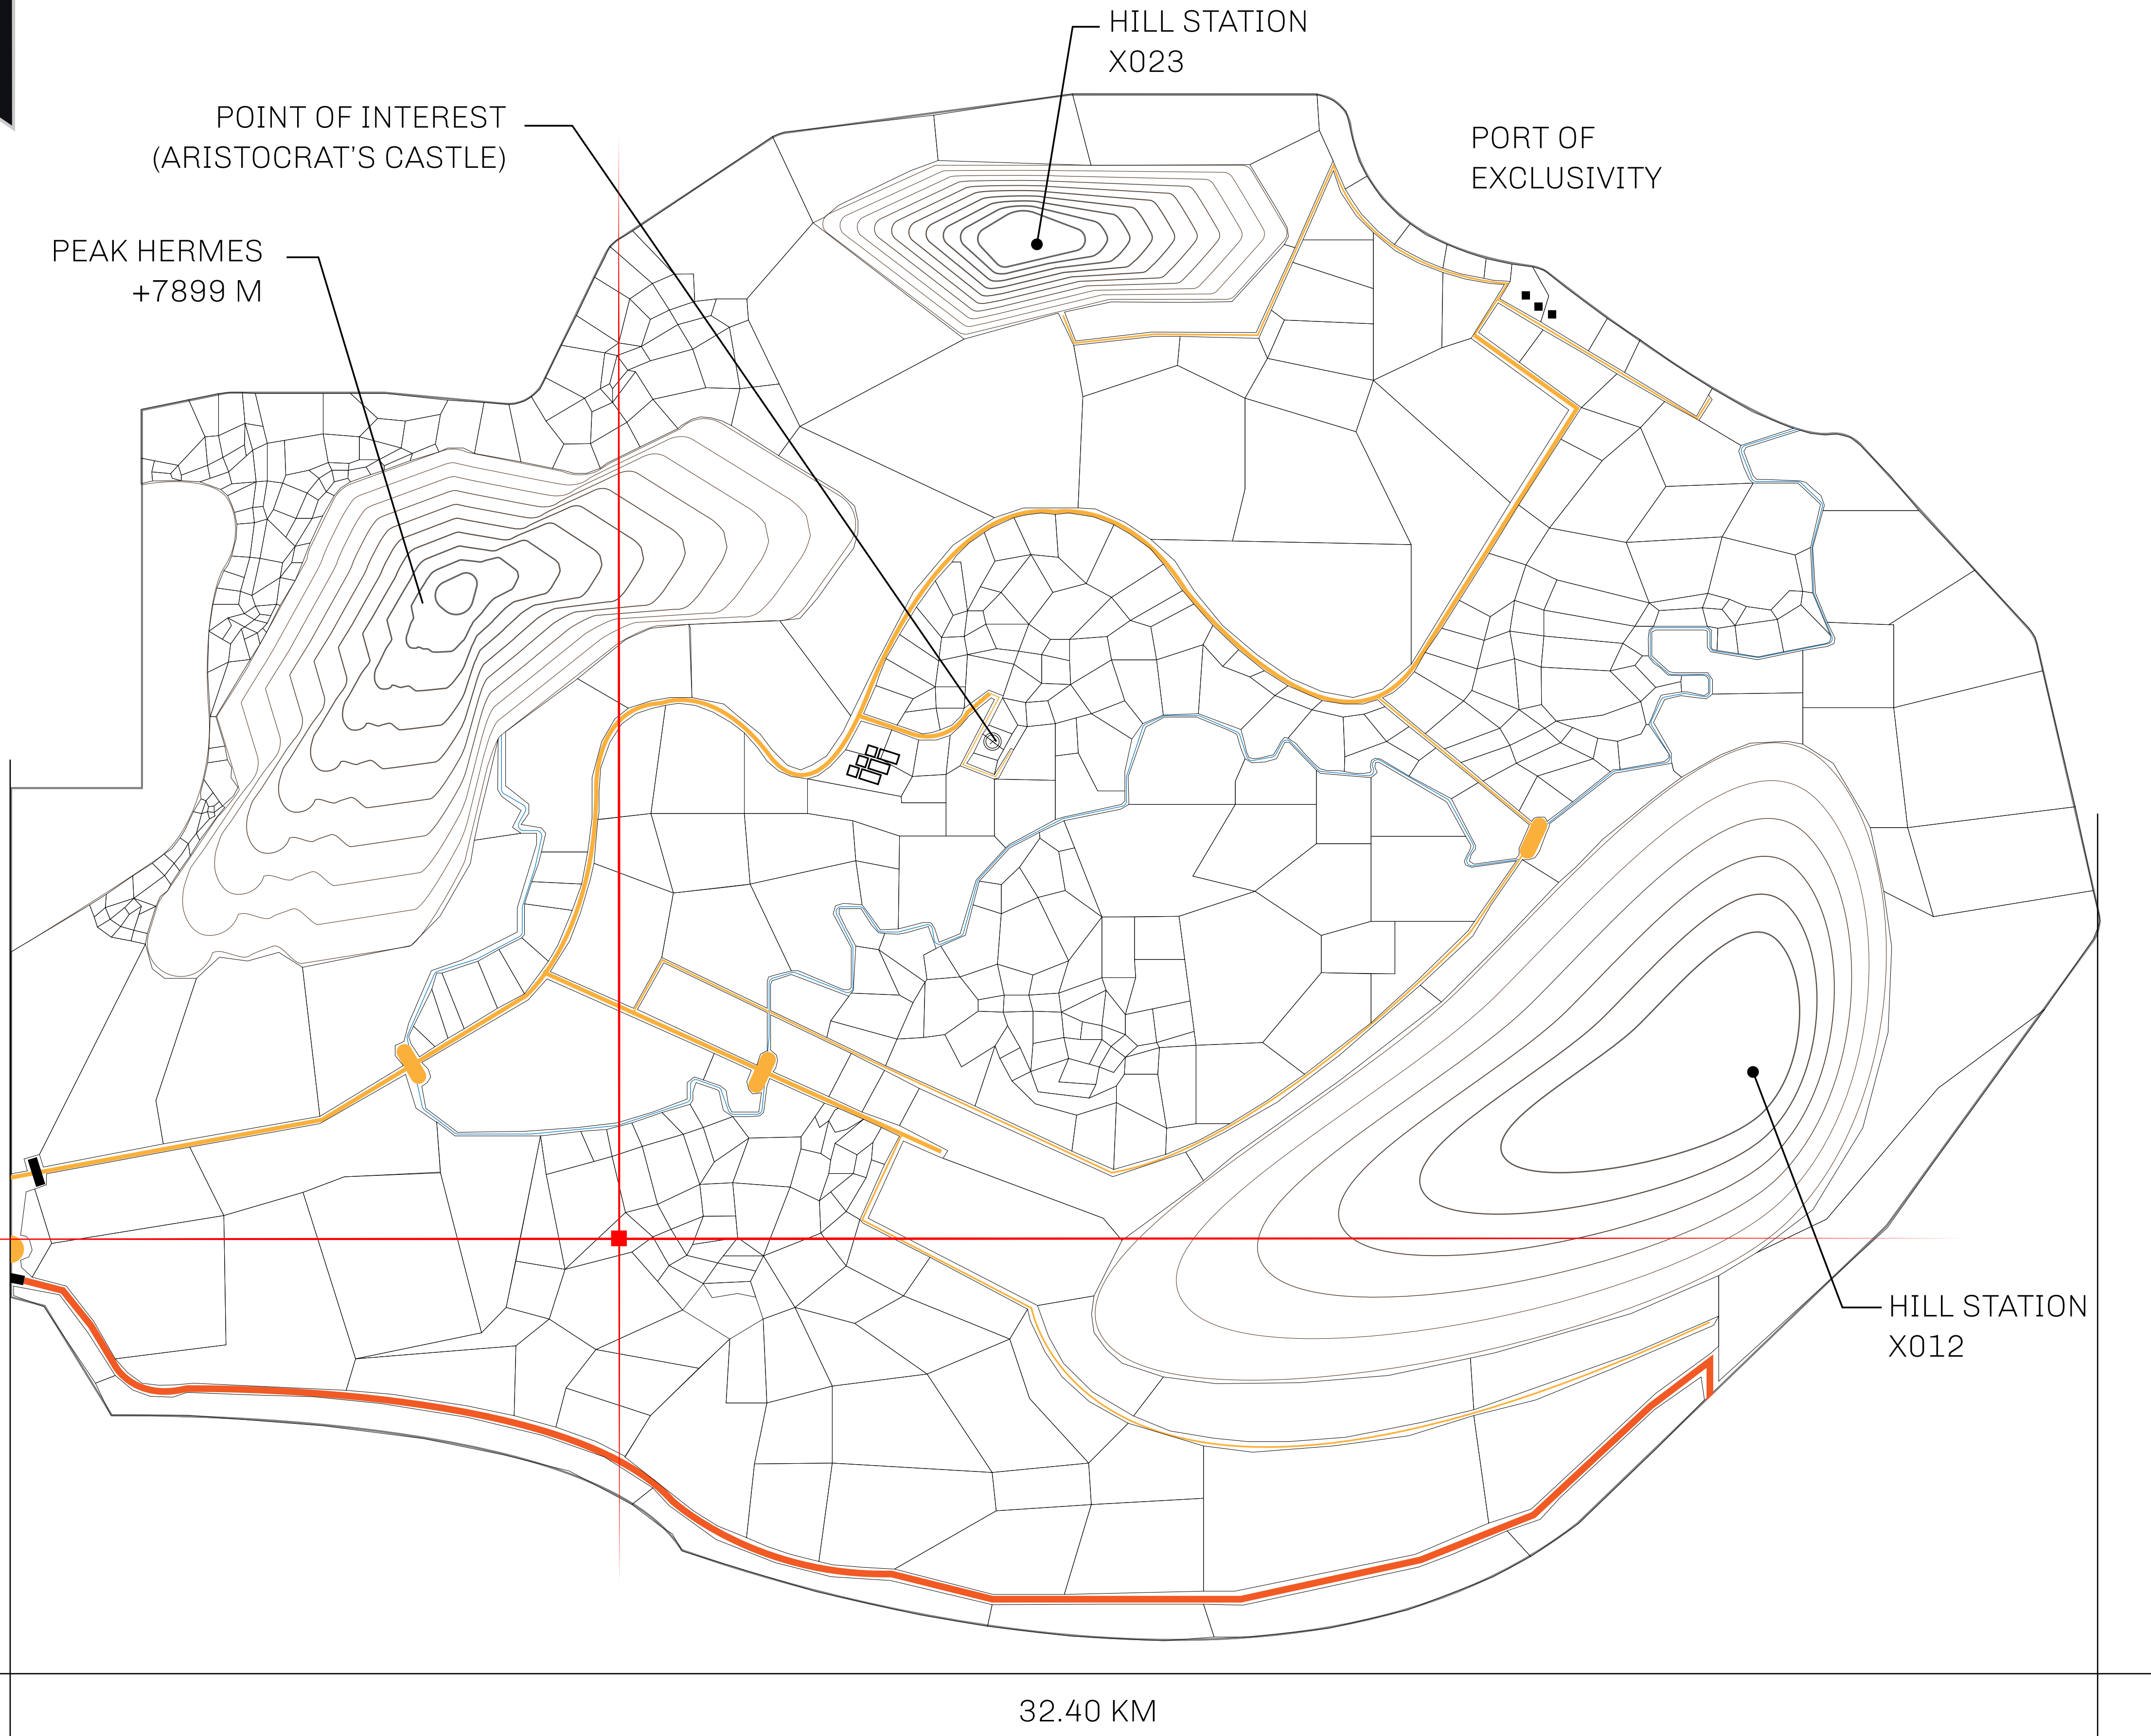 HILL STATION
X023
POINT OF INTEREST
(ARISTOCRAT'S CASTLE)
PORT OF
EXCLUSIVITY
PEAK HERMES
+7899 M
HILL STATION
X012
32.40 KM